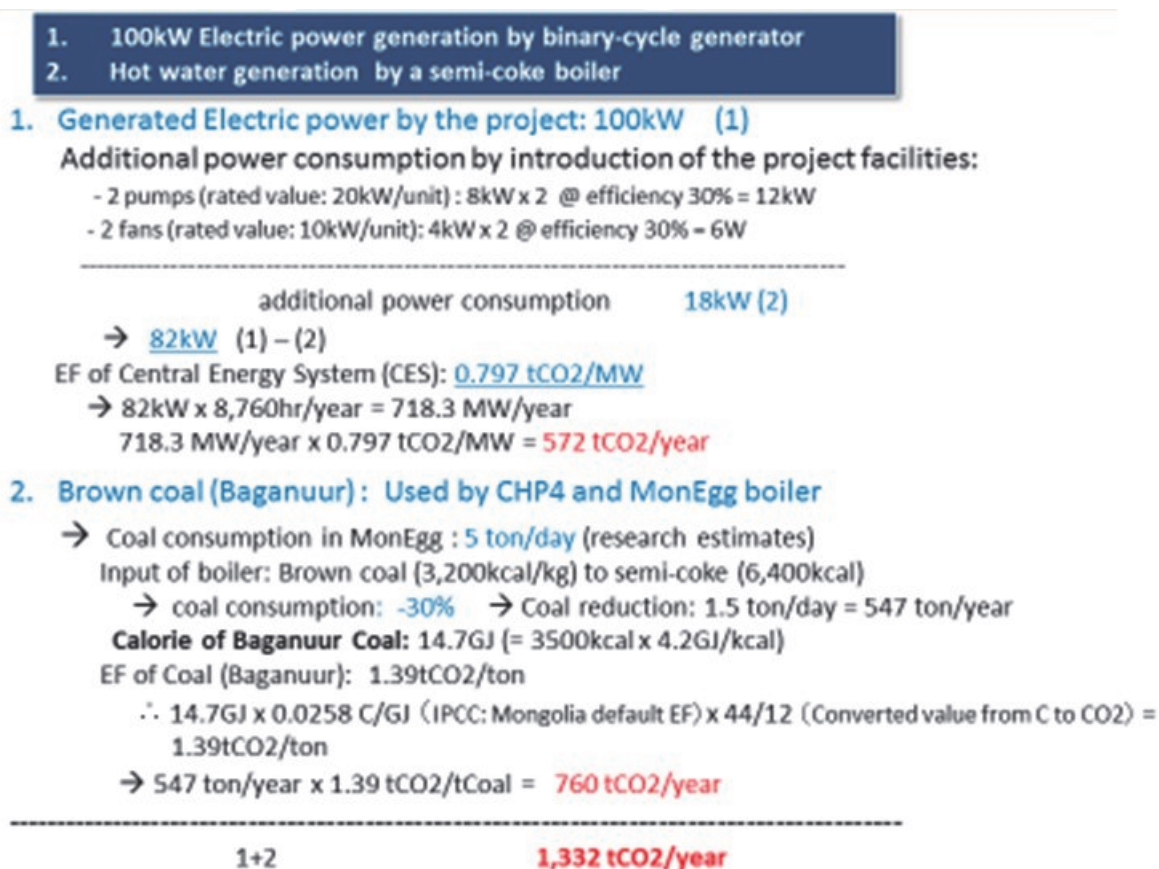 1. 100kW Electric power generation by binary-cycle generator
2. Hot water generation by a semi-coke boiler
1. Generated Electric power by the project: 100kW (1)
Additional power consumption by introduction of the project facilities:
- 2 pumps (rated value: 20kW/unit) : 8kW x 2 @ efficiency 30% = 12kW
- 2 fans (rated value: 10kW/unit): 4kW x 2 @ efficiency 30% = 6W
additional power consumption 18kW (2)
→ 82kW (1) – (2)
EF of Central Energy System (CES): 0.797 tCO2/MW
→ 82kW x 8,760hr/year = 718.3 MW/year
718.3 MW/year x 0.797 tCO2/MW = 572 tCO2/year
2. Brown coal (Baganuur) : Used by CHP4 and MonEgg boiler
→ Coal consumption in MonEgg : 5 ton/day (research estimates)
Input of boiler: Brown coal (3,200kcal/kg) to semi-coke (6,400kcal)
→ coal consumption: -30% → Coal reduction: 1.5 ton/day = 547 ton/year
Calorie of Baganuur Coal: 14.7GJ (= 3500kcal x 4.2GJ/kcal)
EF of Coal (Baganuur): 1.39tCO2/ton
∴ 14.7GJ x 0.0258 C/GJ (IPCC: Mongolia default EF) x 44/12 (Converted value from C to CO2) =
1.39tCO2/ton
→ 547 ton/year x 1.39 tCO2/tCoal = 760 tCO2/year
1+2 1,332 tCO2/year